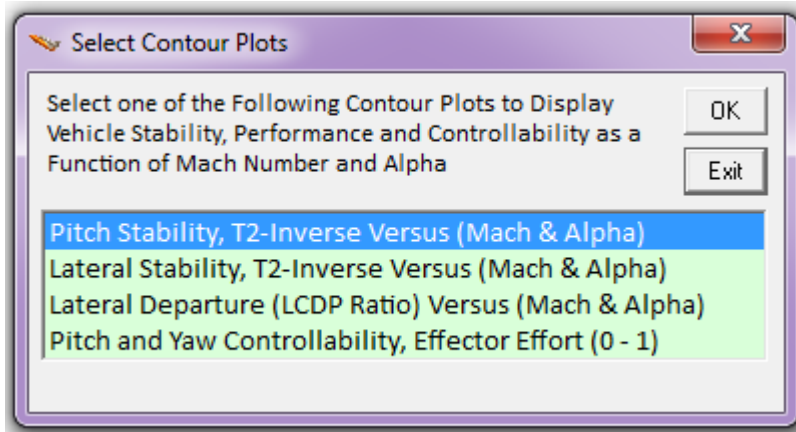 Select Contour Plots
Select one of the Following Contour Plots to Display
Vehicle Stability, Performance and Controllability as a
Function of Mach Number and Alpha
OK
Exit
Pitch Stability, T2-Inverse Versus (Mach & Alpha)
Lateral Stability, T2-Inverse Versus (Mach & Alpha)
Lateral Departure (LCDP Ratio) Versus (Mach & Alpha)
Pitch and Yaw Controllability, Effector Effort (0 - 1)